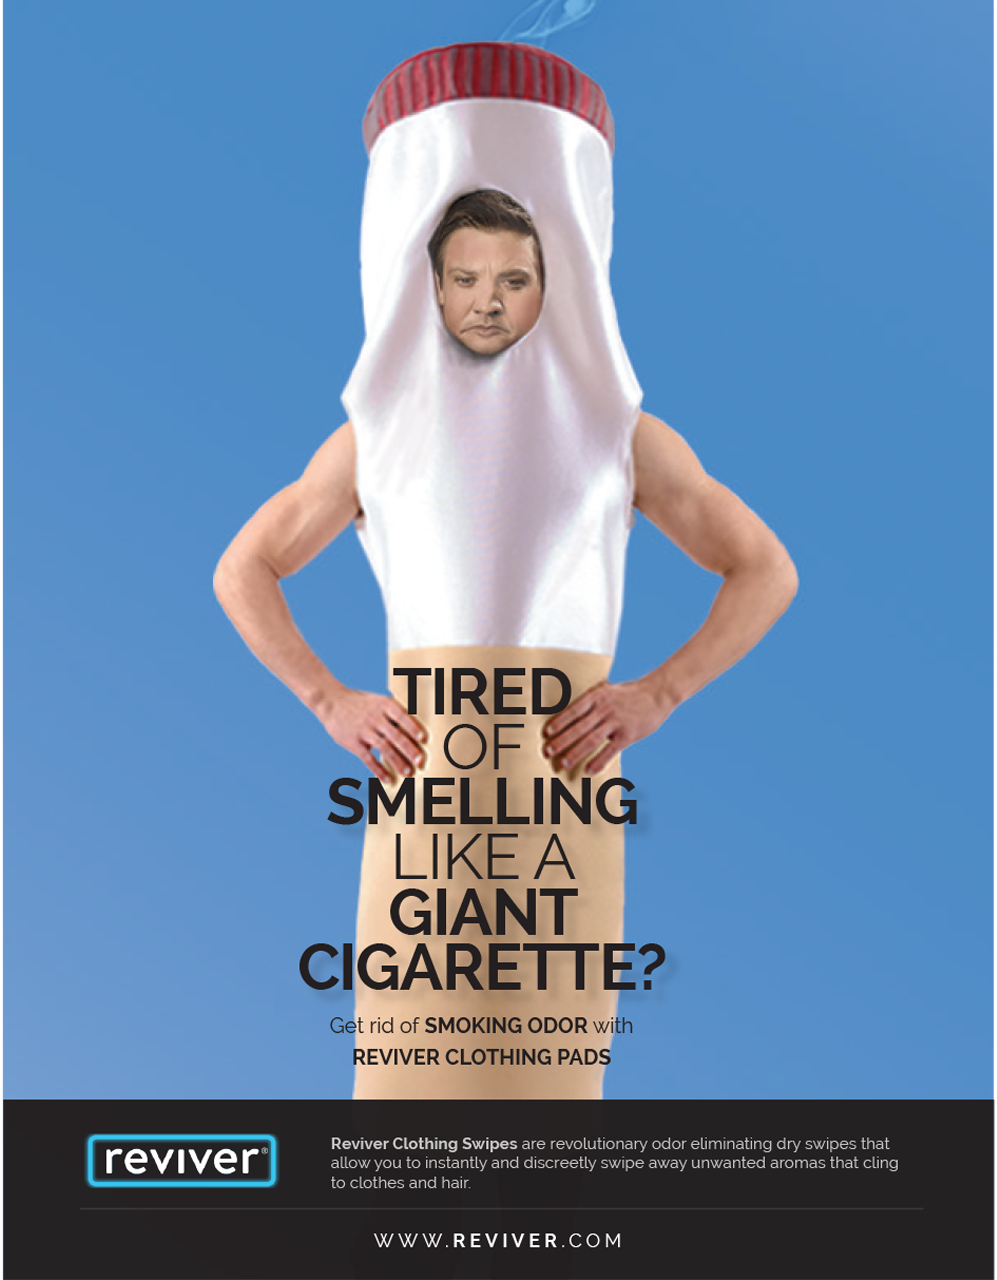 TIRED
OF
SMELLING
LIKE A
GIANT
CIGARETTE?
Get rid of SMOKING ODOR with
REVIVER CLOTHING PADS
reviver®
Reviver Clothing Swipes are revolutionary odor eliminating dry swipes that
allow you to instantly and discreetly swipe away unwanted aromas that cling
to clothes and hair.
WWW.REVIVER.COM